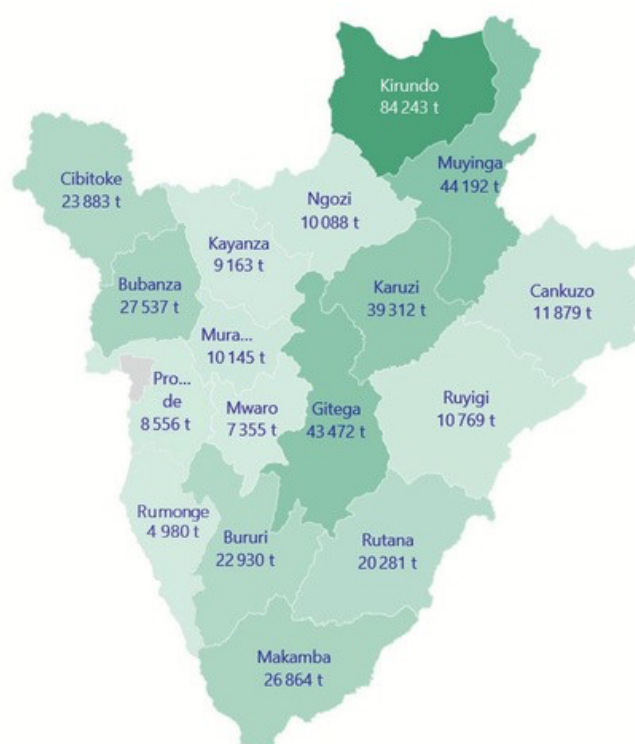 Kirundo
84 243 t
Muyinga
44 192 t
Cibitoke
23 883 t
Ngozi
10 088 t
Kayanza
9 163 t
Bubanza
27 537 t
Karuzi
39 312 t
Cankuzo
11 879 t
Mura...
10 145 t
Pro...
de
8 556 t
Mwaro
7 355 t
Gitega
43 472 t
Ruyigi
10 769 t
Rumonge
4 980 t
Bururi
22 930 t
Rutana
20 281 t
Makamba
26 864 t